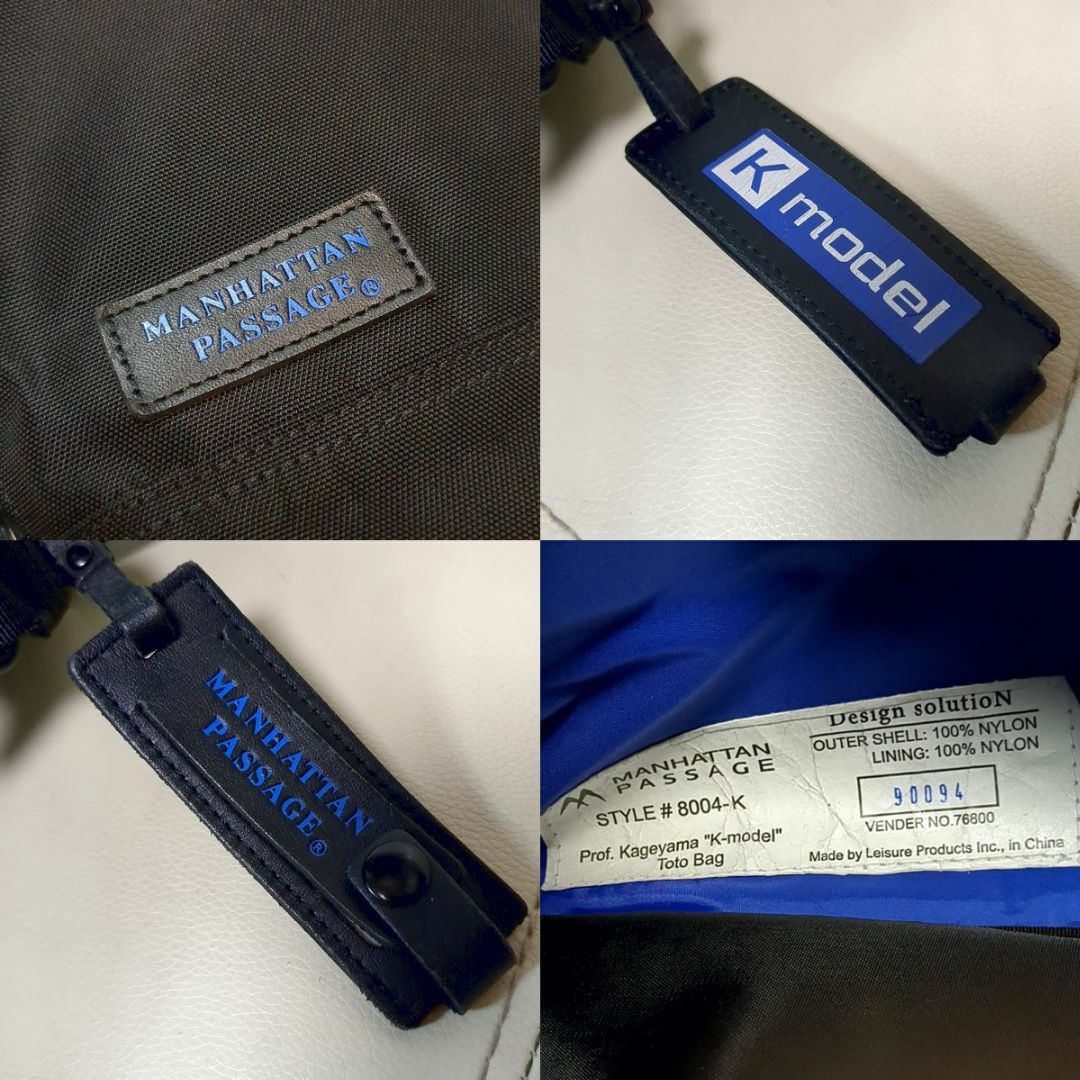 MANHATTAN
PASSAGE®
K model
MANHATTAN
PASSAGE®
MANHATTAN
PASSAGE
STYLE # 8004-K
Prof. Kageyama "K-model"
Toto Bag
Design solutioN
OUTER SHELL: 100% NYLON
LINING: 100% NYLON
90094
VENDER NO.76800
Made by Leisure Products Inc., in China